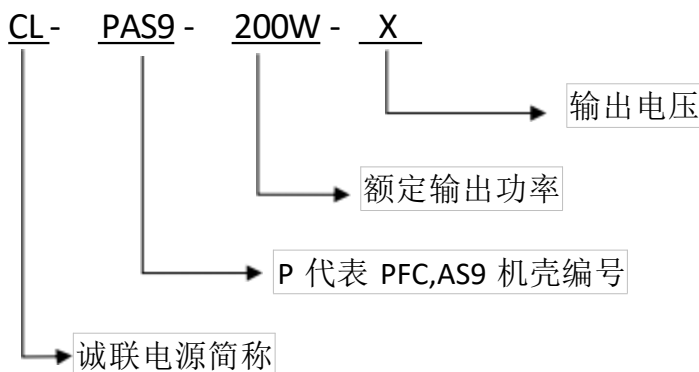 CL- PAS9 - 200W - X
输出电压
额定输出功率
P 代表 PFC,AS9 机壳编号
诚联电源简称